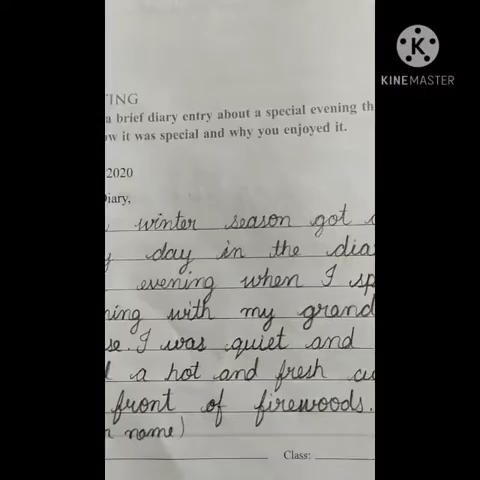 KINEMASTER
TING
a brief diary entry about a special evening th
ow it was special and why you enjoyed it.
2020
Diary,
winter season got
day in the dia
evening when I sp
ning with my grand
se. I was quiet and
a hot and fresh cu
front of firewoods.
name)
Class: